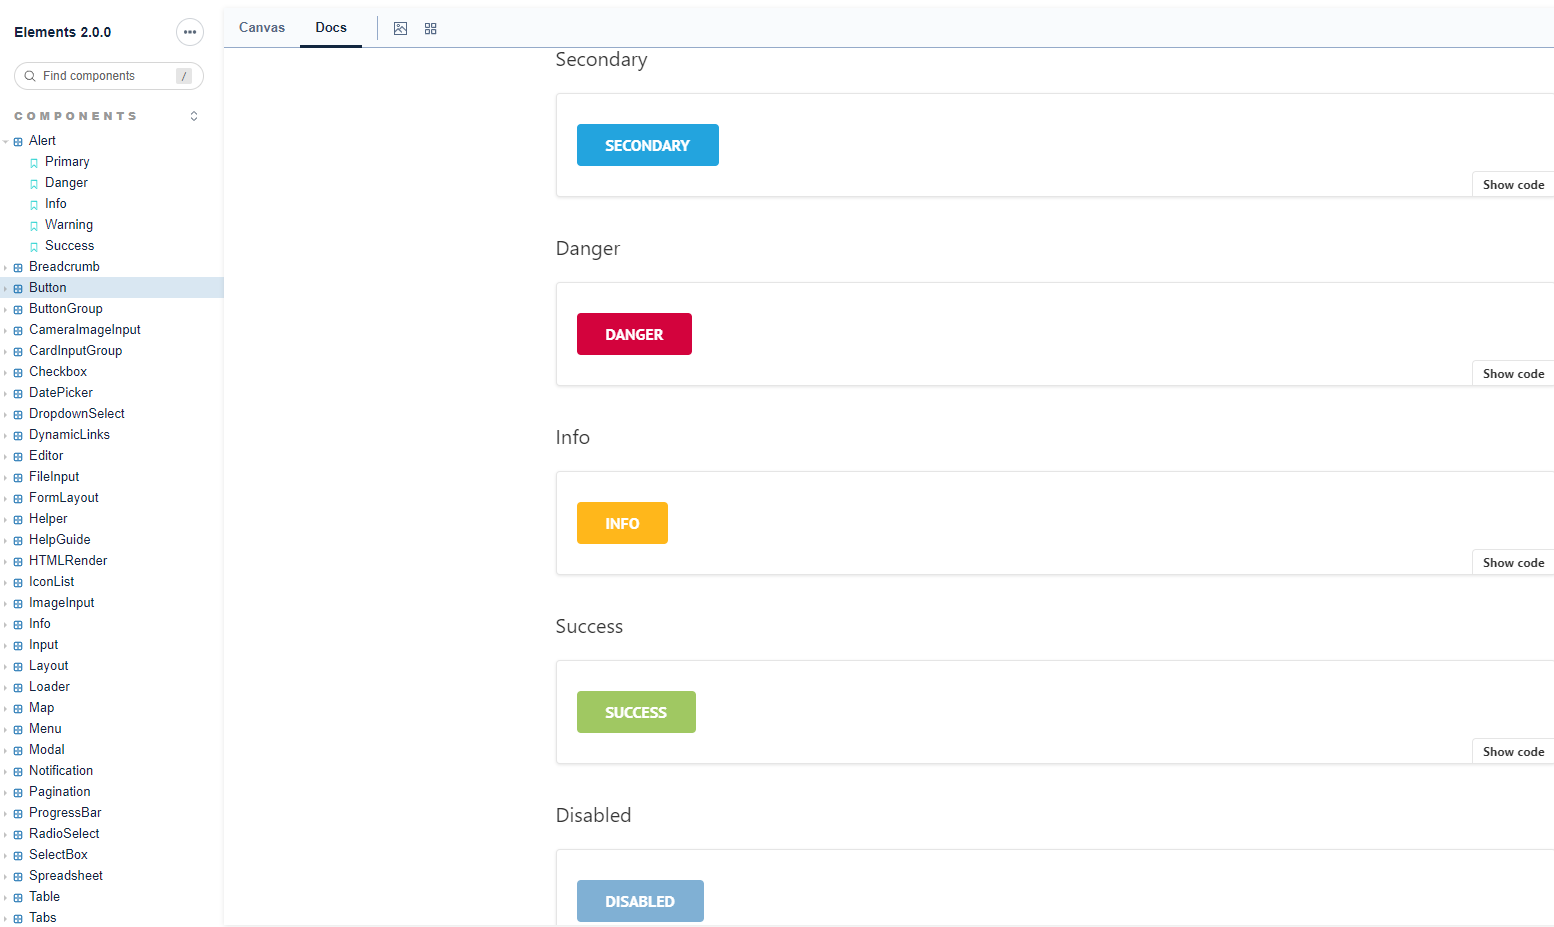 Elements 2.0.0
Find components
/
COMPONENTS
Alert
Primary
Danger
Info
Warning
Success
Breadcrumb
Button
ButtonGroup
CameraImageInput
CardInputGroup
Checkbox
DatePicker
DropdownSelect
DynamicLinks
Editor
FileInput
FormLayout
Helper
HelpGuide
HTMLRender
IconList
ImageInput
Info
Input
Layout
Loader
Map
Menu
Modal
Notification
Pagination
ProgressBar
RadioSelect
SelectBox
Spreadsheet
Table
Tabs
Canvas
Docs
Secondary
SECONDARY
Show code
Danger
DANGER
Show code
Info
INFO
Show code
Success
SUCCESS
Show code
Disabled
DISABLED